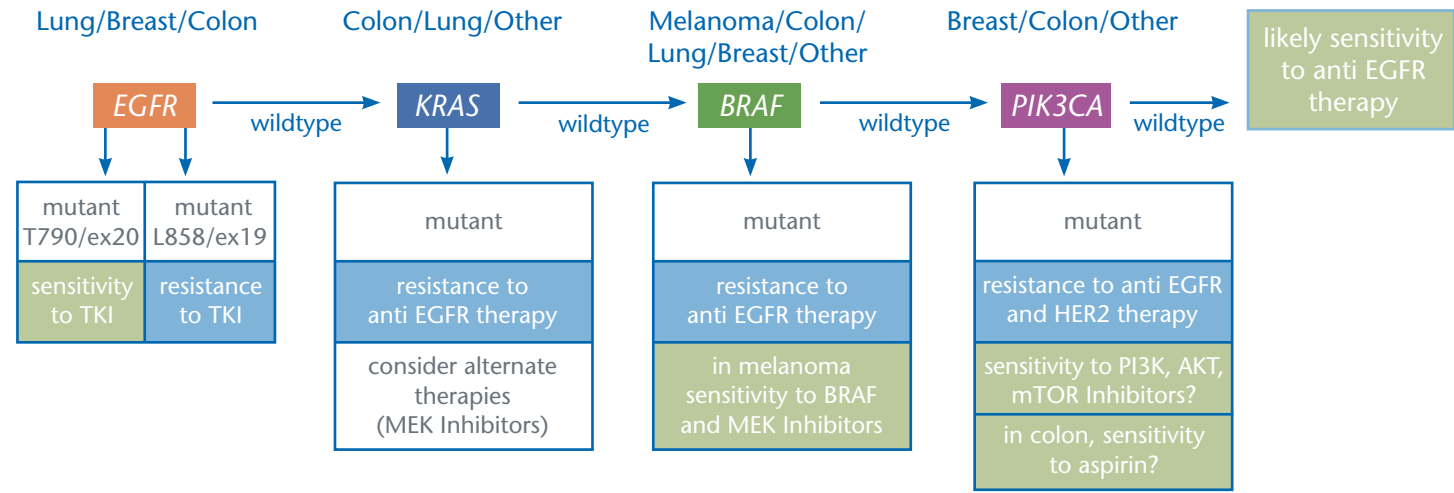 Lung/Breast/Colon
Colon/Lung/Other
Melanoma/Colon/
Lung/Breast/Other
Breast/Colon/Other
likely sensitivity
to anti EGFR
therapy
EGFR
wildtype
KRAS
wildtype
BRAF
wildtype
PIK3CA
wildtype
mutant
T790/ex20
sensitivity
to TKI
mutant
L858/ex19
resistance
to TKI
mutant
resistance to
anti EGFR therapy
consider alternate
therapies
(MEK Inhibitors)
mutant
resistance to
anti EGFR therapy
in melanoma
sensitivity to BRAF
and MEK Inhibitors
mutant
resistance to anti EGFR
and HER2 therapy
sensitivity to PI3K, AKT,
mTOR Inhibitors?
in colon, sensitivity
to aspirin?